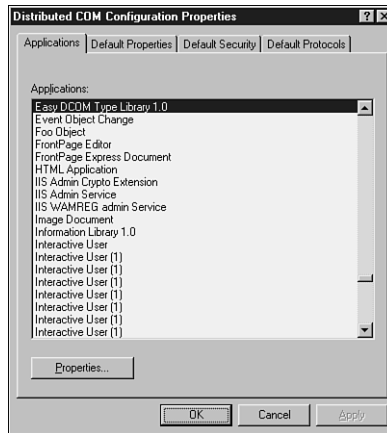 Distributed COM Configuration Properties
Applications Default Properties Default Security Default Protocols
Applications:
Easy DCOM Type Library 1.0
Event Object Change
Foo Object
FrontPage Editor
FrontPage Express Document
HTML Application
IIS Admin Crypto Extension
IIS Admin Service
IIS WAMREG admin Service
Image Document
Information Library 1.0
Interactive User
Interactive User (1)
Interactive User (1)
Interactive User (1)
Interactive User (1)
Interactive User (1)
Interactive User (1)
Interactive User (1)
Properties...
OK Cancel Apply